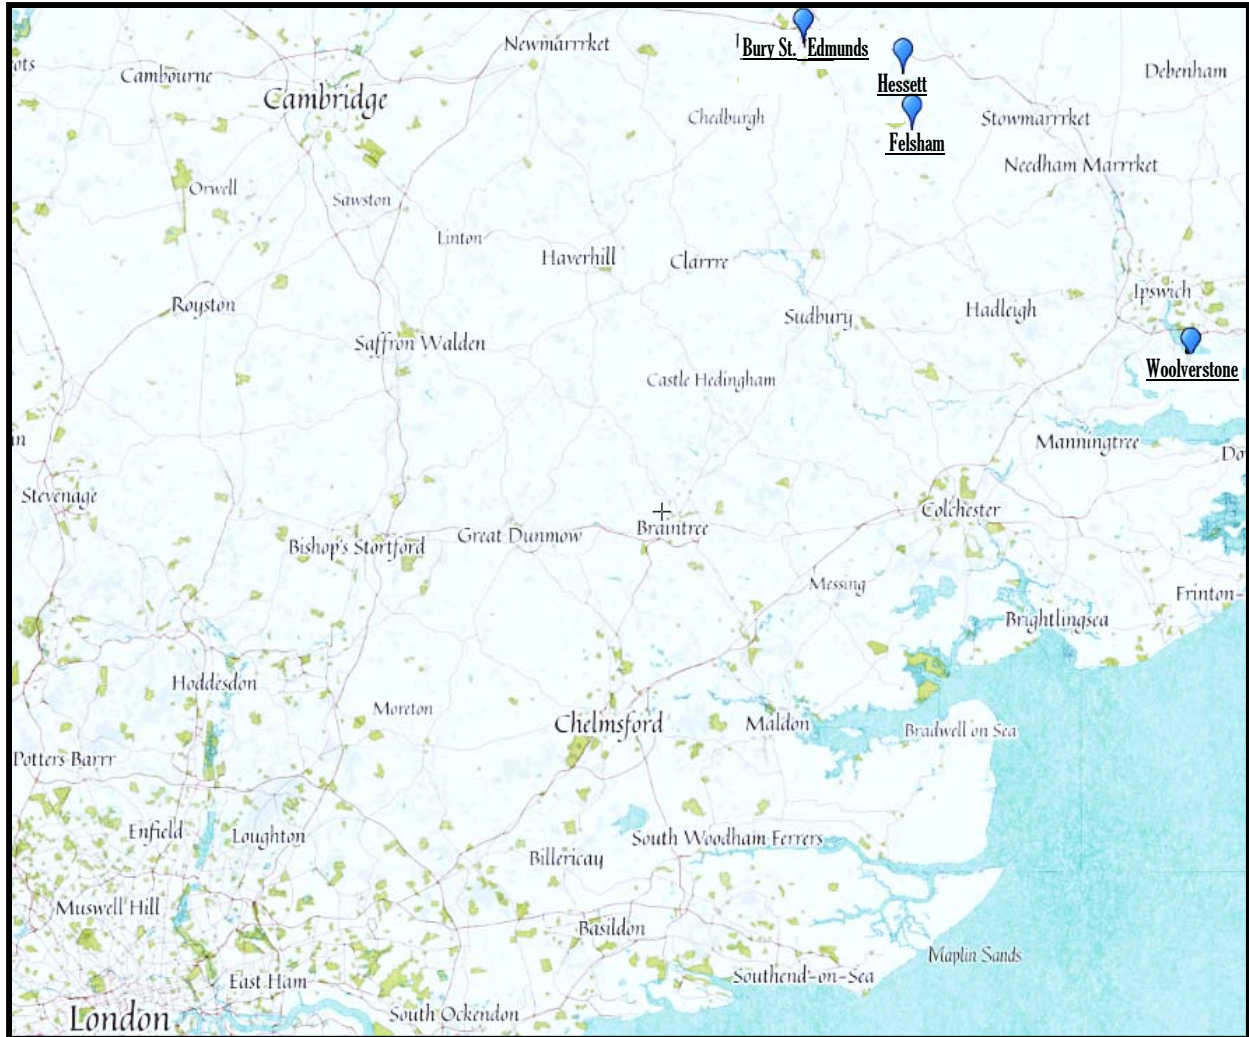 Newmarrrket
Bury St. Edmunds
ots
Cambourne
Hessett
Debenham
Cambridge
Chedburgh
Stowmarrrket
Felsham
Needham Marrrket
Orwell
Sawston
Linton
Haverhill
Clarrre
Ipswich
Royston
Sudbury
Hadleigh
Saffron Walden
Woolverstone
Castle Hedingham
in
Manningtree
Do
Stevenage
Colchester
Braintree
Great Dunmow
Bishop's Stortford
Messing
Frinton-
Brightlingsea
Hoddesdon
Moreton
Chelmsford
Maldon
Bradwell on Sea
Potters Barrr
Enfield
Loughton
South Woodham Ferrers
Billericay
Muswell Hill
Basildon
Maplin Sands
East Ham
Southend-on-Sea
South Ockendon
London